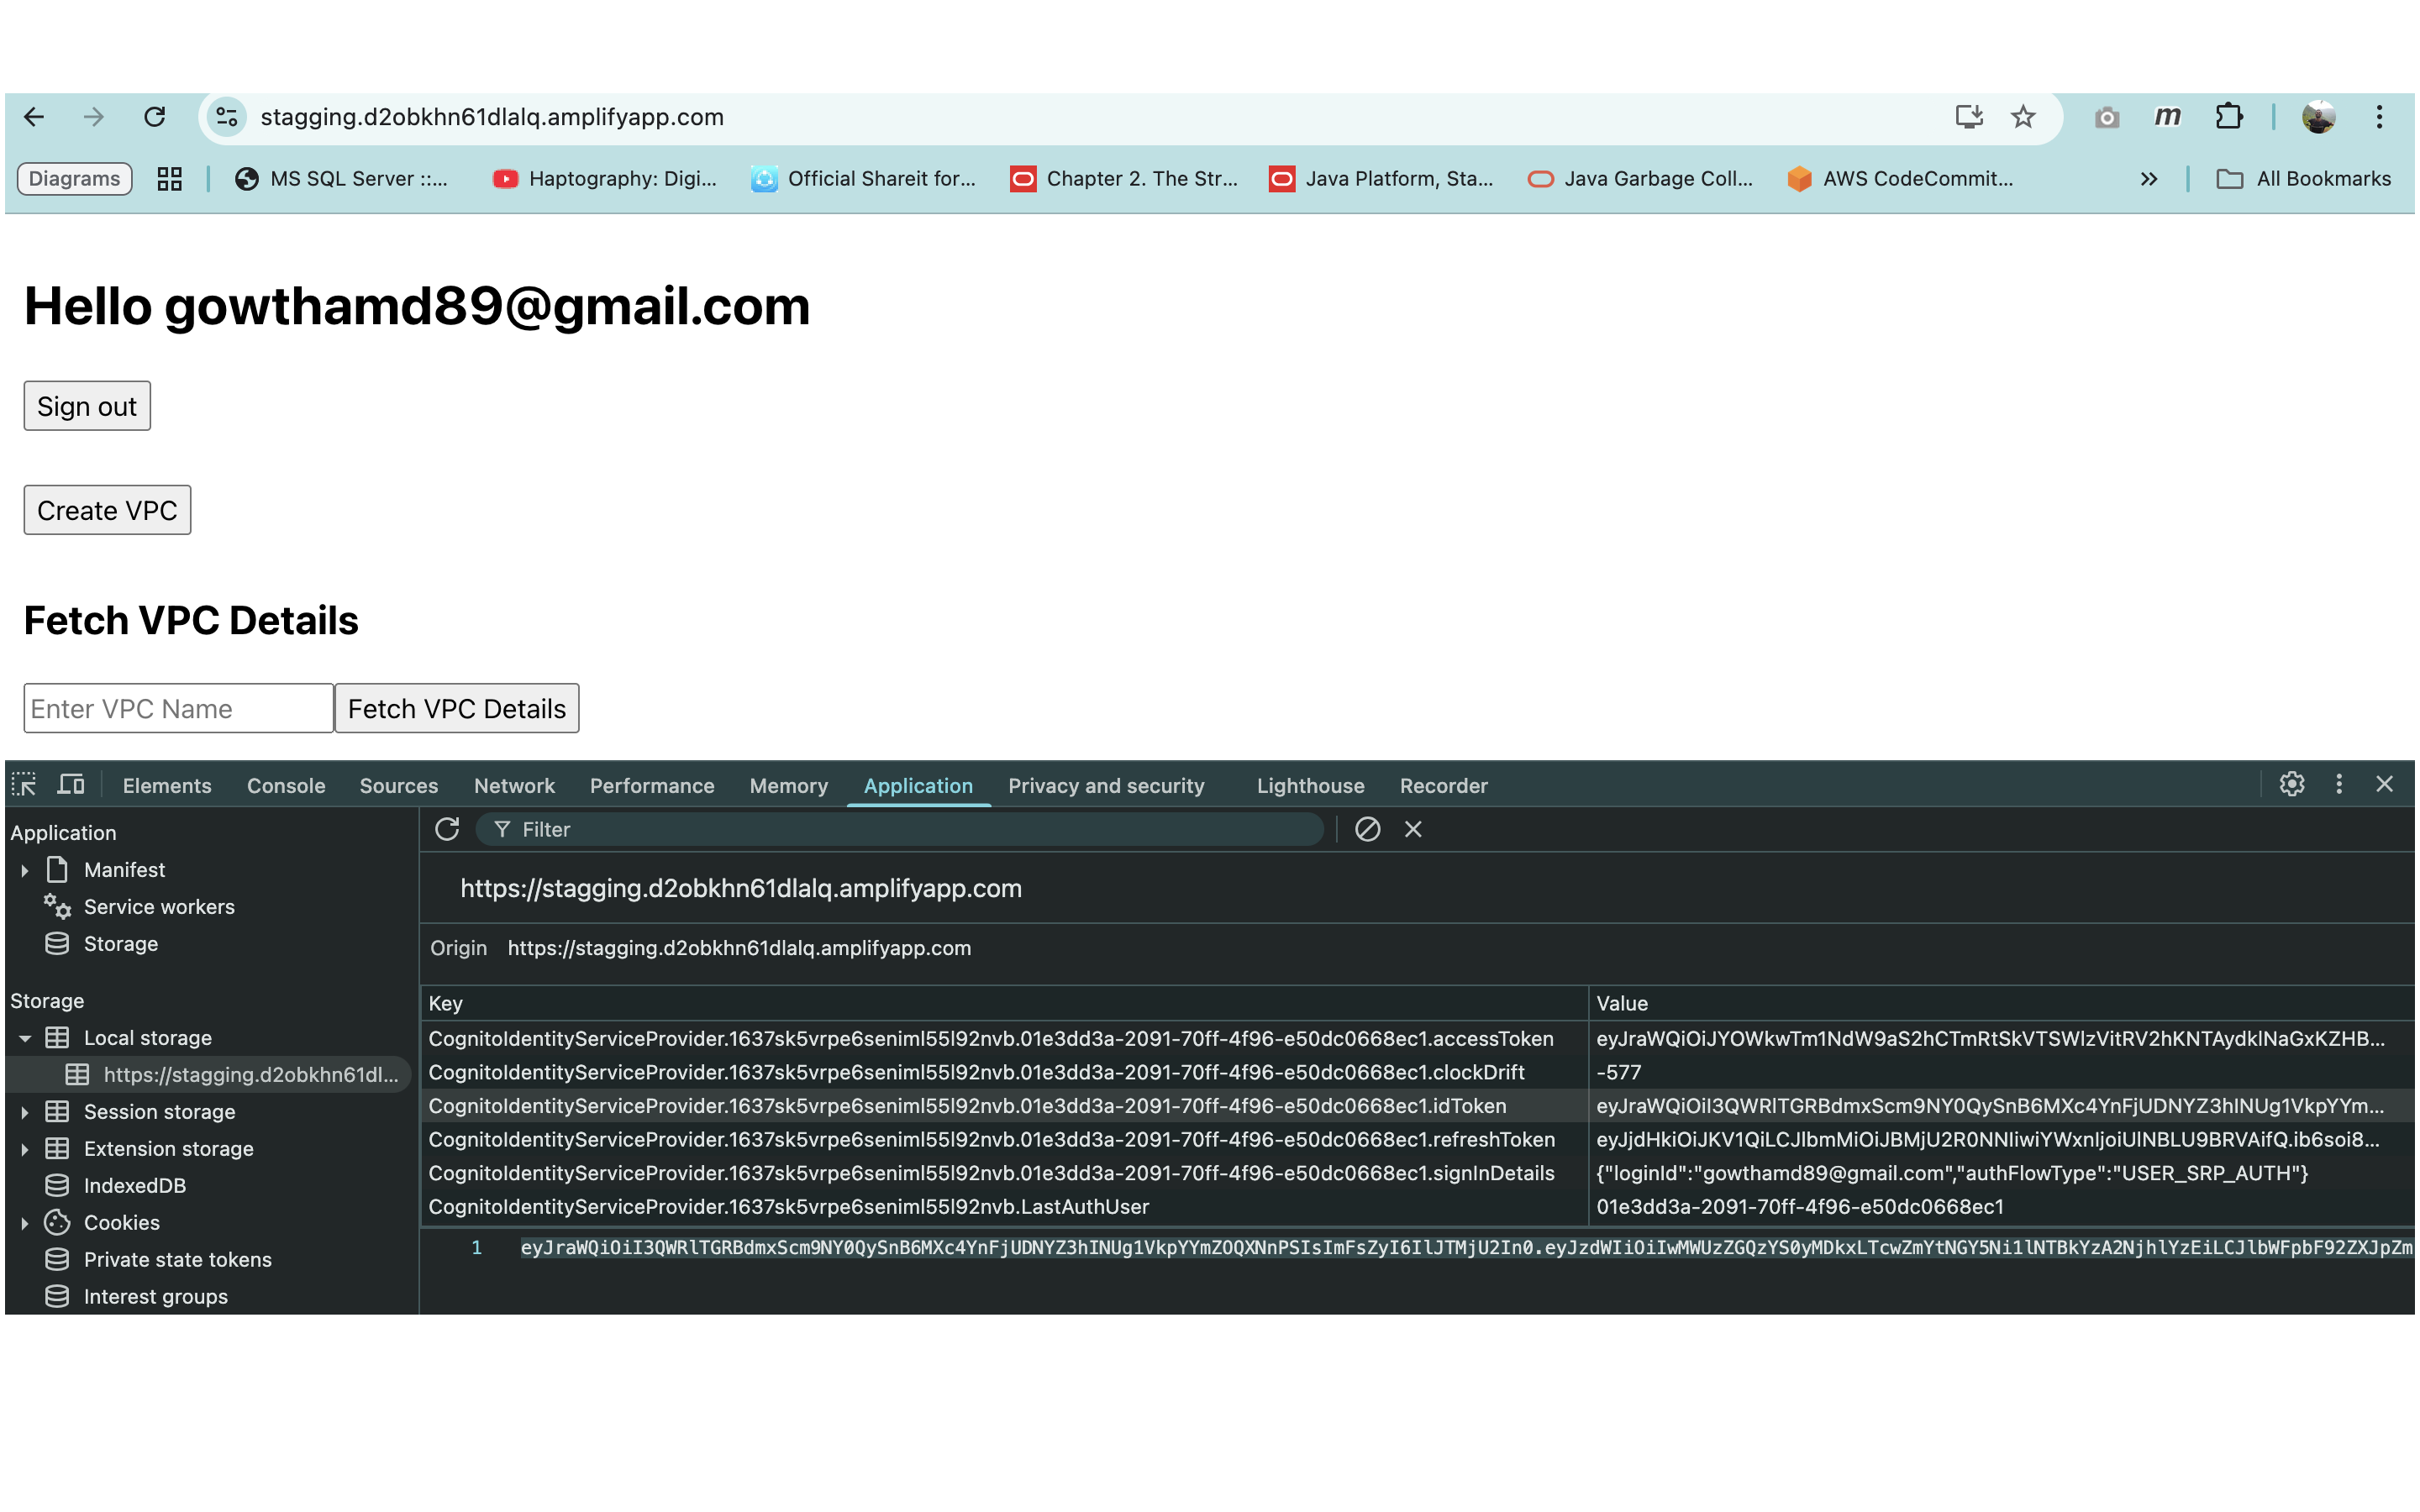 stagging.d2obkhn61dlalq.amplifyapp.com
Diagrams MS SQL Server ::... Haptography: Digi... Official Shareit for... Chapter 2. The Str... Java Platform, Sta... Java Garbage Coll... AWS CodeCommit... All Bookmarks
Hello gowthamd89@gmail.com
Sign out
Create VPC
Fetch VPC Details
Enter VPC Name Fetch VPC Details
Elements Console Sources Network Performance Memory Application Privacy and security Lighthouse Recorder
Application
Manifest
Service workers
Storage
Storage
Local storage
https://stagging.d2obkhn61dl...
Session storage
Extension storage
IndexedDB
Cookies
Private state tokens
Interest groups
Filter
https://stagging.d2obkhn61dlalq.amplifyapp.com
Origin https://stagging.d2obkhn61dlalq.amplifyapp.com
Key Value
CognitoIdentityServiceProvider.1637sk5vrpe6seniml55l92nvb.01e3dd3a-2091-70ff-4f96-e50dc0668ec1.accessToken eyJraWQiOiJYOWkwTm1NdW9aS2hCTmRtSkVTSWlzVitRV2hKNTAydklNaGxKZHB...
CognitoIdentityServiceProvider.1637sk5vrpe6seniml55l92nvb.01e3dd3a-2091-70ff-4f96-e50dc0668ec1.clockDrift -577
CognitoIdentityServiceProvider.1637sk5vrpe6seniml55l92nvb.01e3dd3a-2091-70ff-4f96-e50dc0668ec1.idToken eyJraWQiOiI3QWRlTGRBdmxScm9NY0QySnB6MXc4YnFjUDNYZ3hINUg1VkpYYm...
CognitoIdentityServiceProvider.1637sk5vrpe6seniml55l92nvb.01e3dd3a-2091-70ff-4f96-e50dc0668ec1.refreshToken eyJjdHkiOiJKV1QiLCJlbmMiOiJBMjU2R0NNIiwiYWxnIjoiUlNBLU9BRVAifQ.ib6soi8...
CognitoIdentityServiceProvider.1637sk5vrpe6seniml55l92nvb.01e3dd3a-2091-70ff-4f96-e50dc0668ec1.signInDetails {"loginId":"gowthamd89@gmail.com","authFlowType":"USER_SRP_AUTH"}
CognitoIdentityServiceProvider.1637sk5vrpe6seniml55l92nvb.LastAuthUser 01e3dd3a-2091-70ff-4f96-e50dc0668ec1
1 eyJraWQiOiI3QWRlTGRBdmxScm9NY0QySnB6MXc4YnFjUDNYZ3hINUg1VkpYYmZOQXNnPSIsImFsZyI6IlJTMjU2In0.eyJzdWIiOiIwMWUzZGQzYS0yMDkxLTcwZmYtNGY5Ni1lNTBkYzA2NjhlYzEiLCJlbWFpbF92ZXJpZm